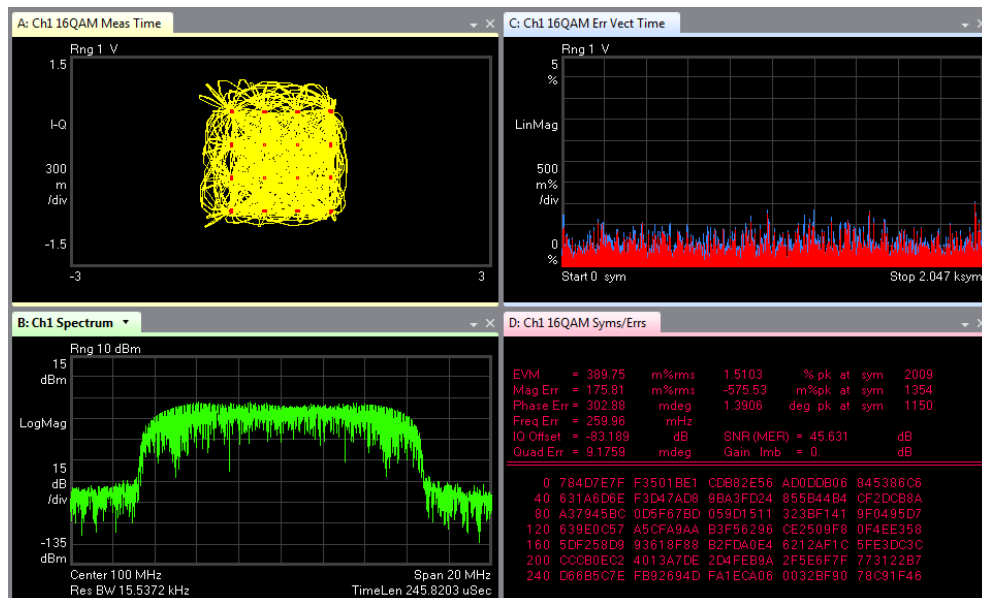 A: Ch1 16QAM Meas Time
Rng 1 V
1.5
I-Q
300
m
/div
-1.5
-3
3
C: Ch1 16QAM Err Vect Time
Rng 1 V
5
%
LinMag
500
m%
/div
0
%
Start 0 sym
Stop 2.047 ksym
B: Ch1 Spectrum
Rng 10 dBm
15
dBm
LogMag
15
dB
/div
-135
dBm
Center 100 MHz
Span 20 MHz
Res BW 15.5372 kHz
TimeLen 245.8203 uSec
D: Ch1 16QAM Syms/Errs
EVM = 389.75 m%rms 1.5103 % pk at sym 2009
Mag Err = 175.81 m%rms -575.53 m%pk at sym 1354
Phase Err = 302.88 mdeg 1.3906 deg pk at sym 1150
Freq Err = 259.96 mHz
IQ Offset = -83.189 dB SNR (MER) = 45.631 dB
Quad Err = 9.1759 mdeg Gain Imb = 0. dB
0 784D7E7F F3501BE1 CDB82E56 AD0DDB06 845386C6
40 631A6D6E F3D47AD8 9BA3FD24 855B44B4 CF2DCB8A
80 A37945BC 0D5F67BD 059D1511 323BF141 9F0495D7
120 639E0C57 A5CFA9AA B3F56296 CE2509F8 0F4EE358
160 5DF258D9 93618F88 B2FDA0E4 6212AF1C 5FE3DC3C
200 CCCB0EC2 4013A7DE 2D4FEB9A 2F5E6F7F 773122B7
240 D66B5C7E FB92694D FA1ECA06 0032BF90 78C91F46